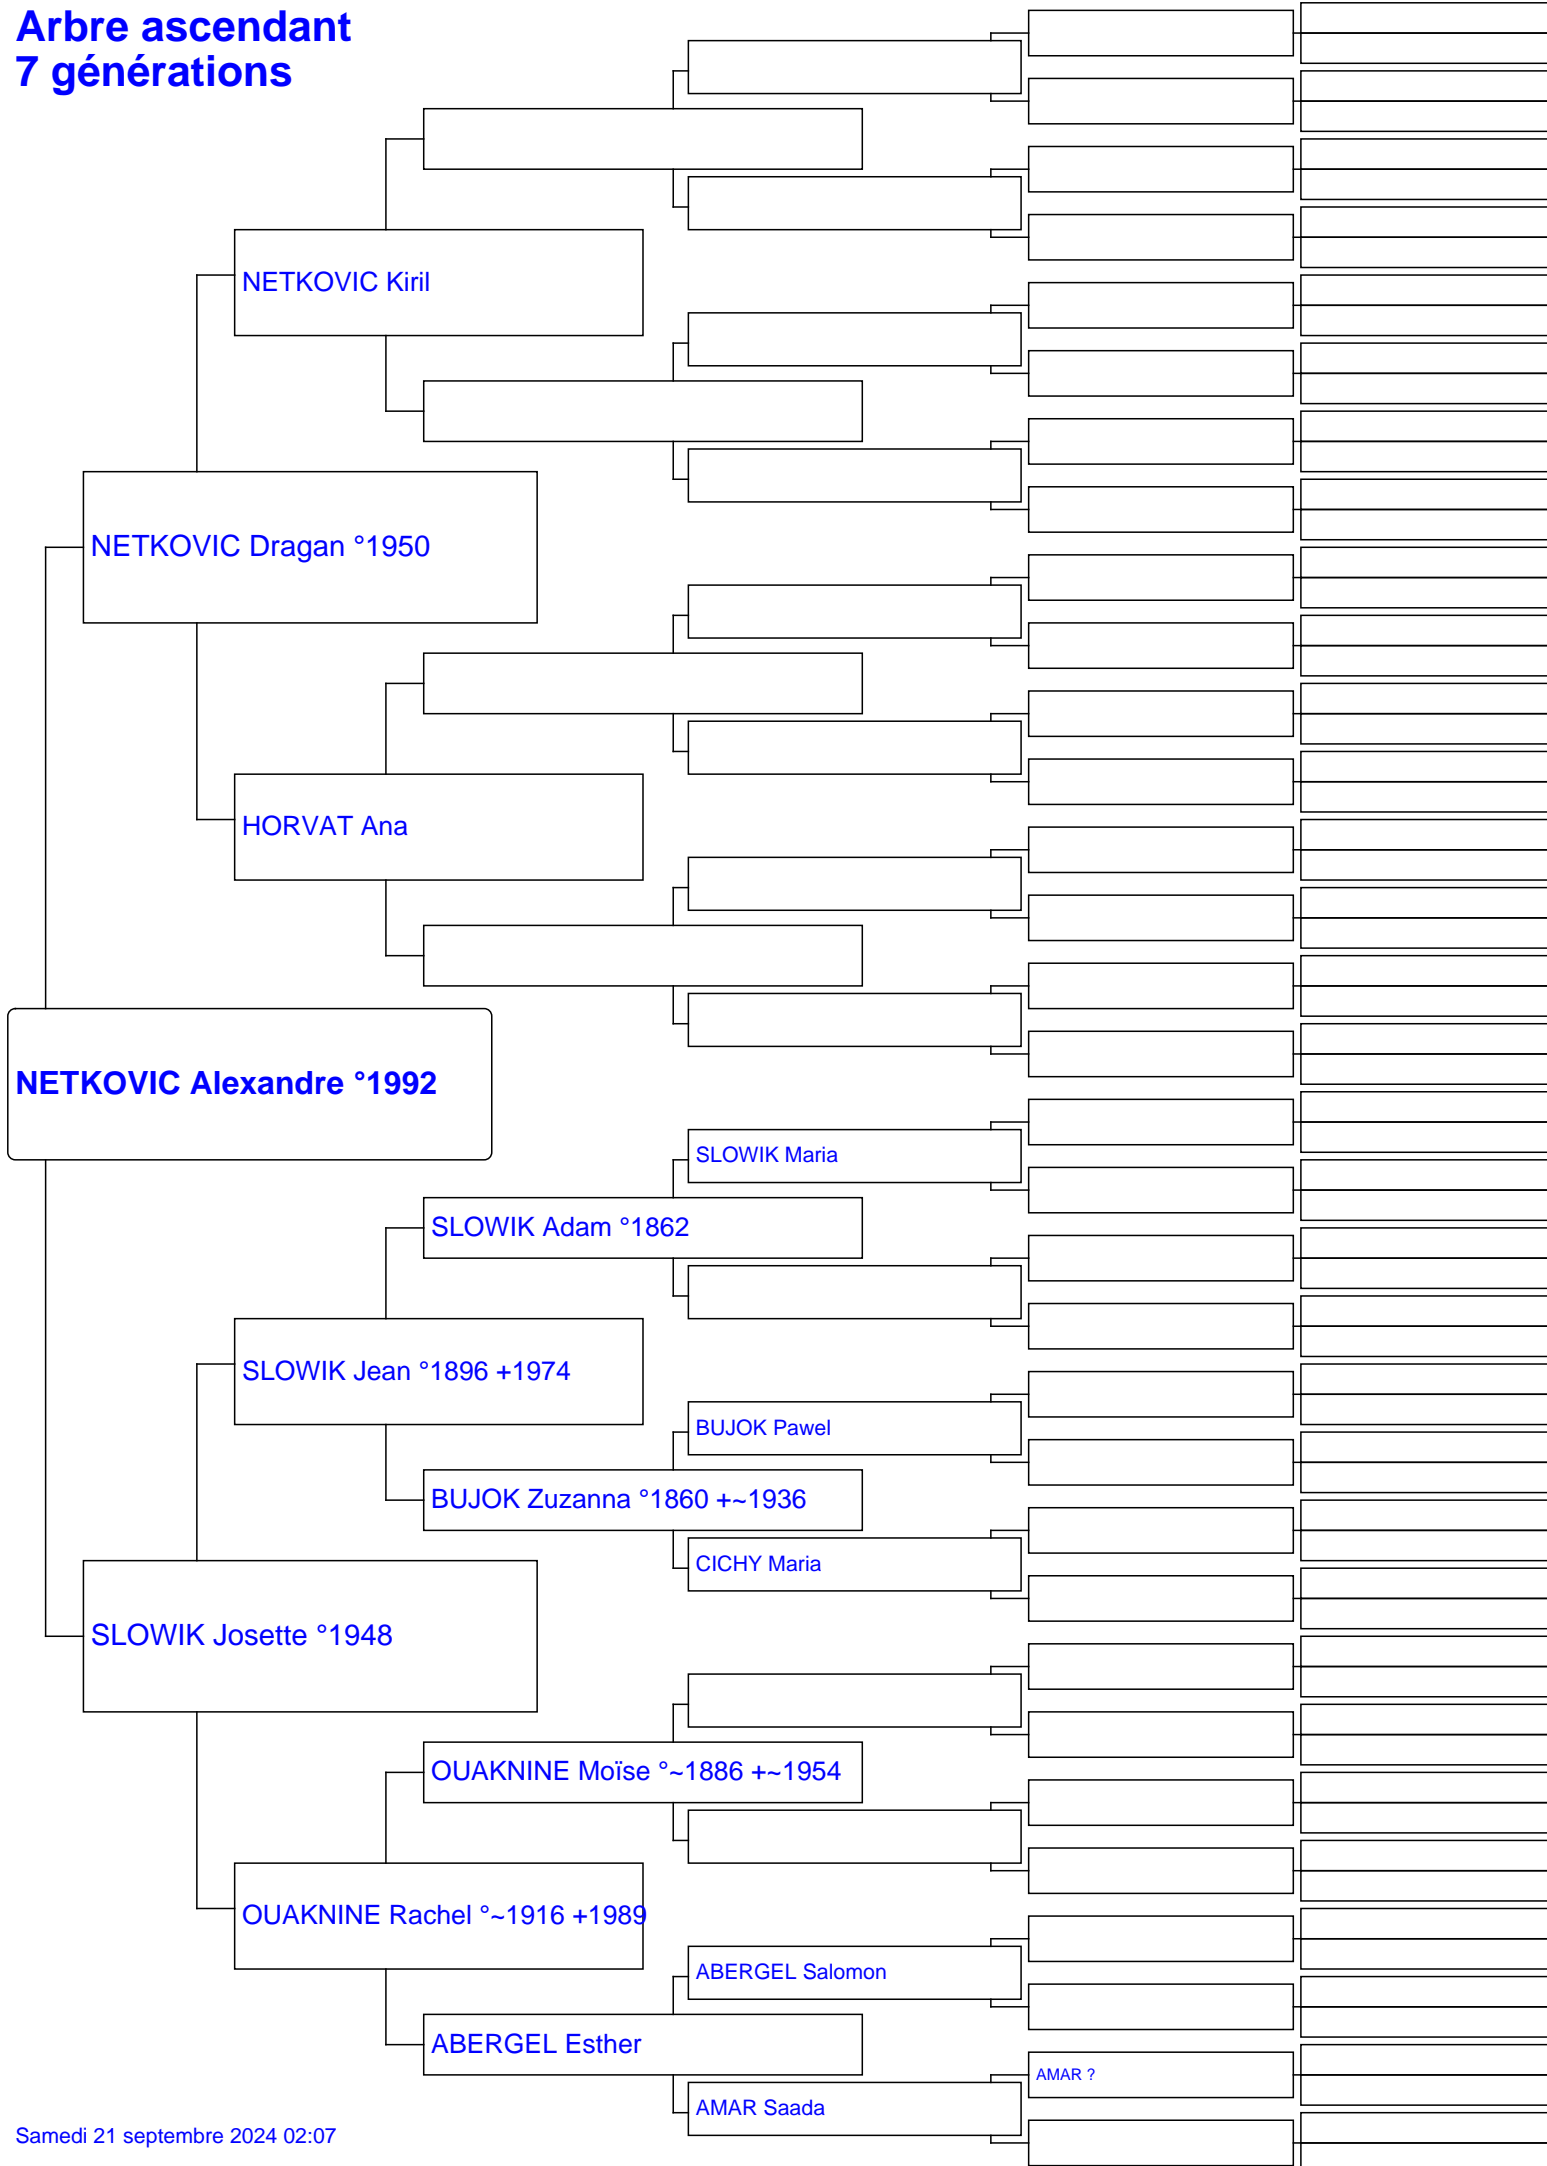 Arbre ascendant
7 générations
NETKOVIC Kiril
NETKOVIC Dragan °1950
HORVAT Ana
NETKOVIC Alexandre °1992
SLOWIK Maria
SLOWIK Adam °1862
SLOWIK Jean °1896 +1974
BUJOK Pawel
BUJOK Zuzanna °1860 +~1936
CICHY Maria
SLOWIK Josette °1948
OUAKNINE Moïse °~1886 +~1954
OUAKNINE Rachel °~1916 +1989
ABERGEL Salomon
ABERGEL Esther
AMAR ?
AMAR Saada
Samedi 21 septembre 2024 02:07